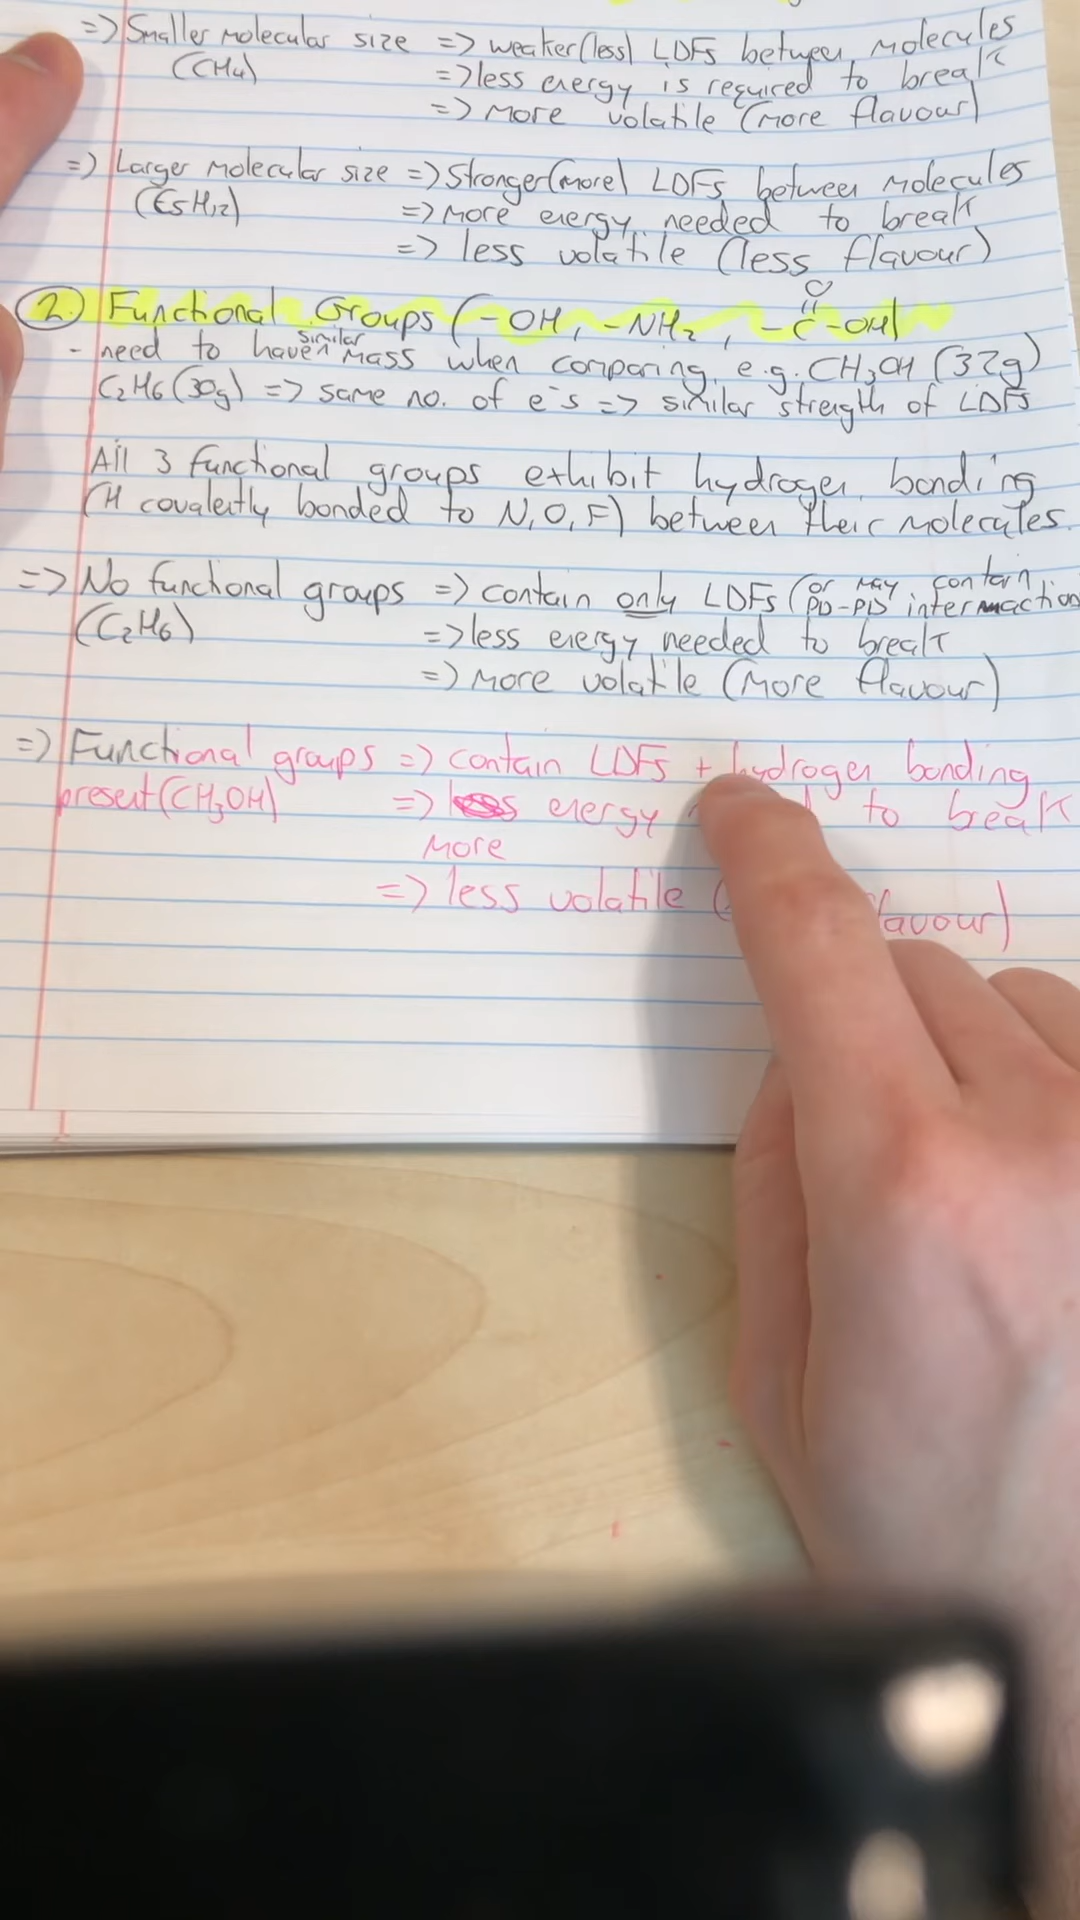 => Smaller molecular size => weaker(less) LDFs between molecules
(CH4) => less energy is required to break
=> more volatile (more flavour)
=> Larger molecular size => Stronger(more) LDFs between molecules
(C5H12) => more energy needed to break
=> less volatile (less flavour)
2. Functional Groups (-OH, -NH2, -C-OH)
O
- need to have similar mass when comparing, e.g. CH3OH (32g)
C2H6 (30g) => same no. of e-s => similar strength of LDFs
All 3 functional groups exhibit hydrogen bonding
(H covalently bonded to N,O,F) between their molecules.
=> No functional groups => contain only LDFs (or may contain
PD-PD intermaction
(C2H6) => less energy needed to break
=> more volatile (more flavour)
=> Functional groups => contain LDFs + hydrogen bonding
present (CH3OH) => energy to break
more
=> less volatile ( flavour)